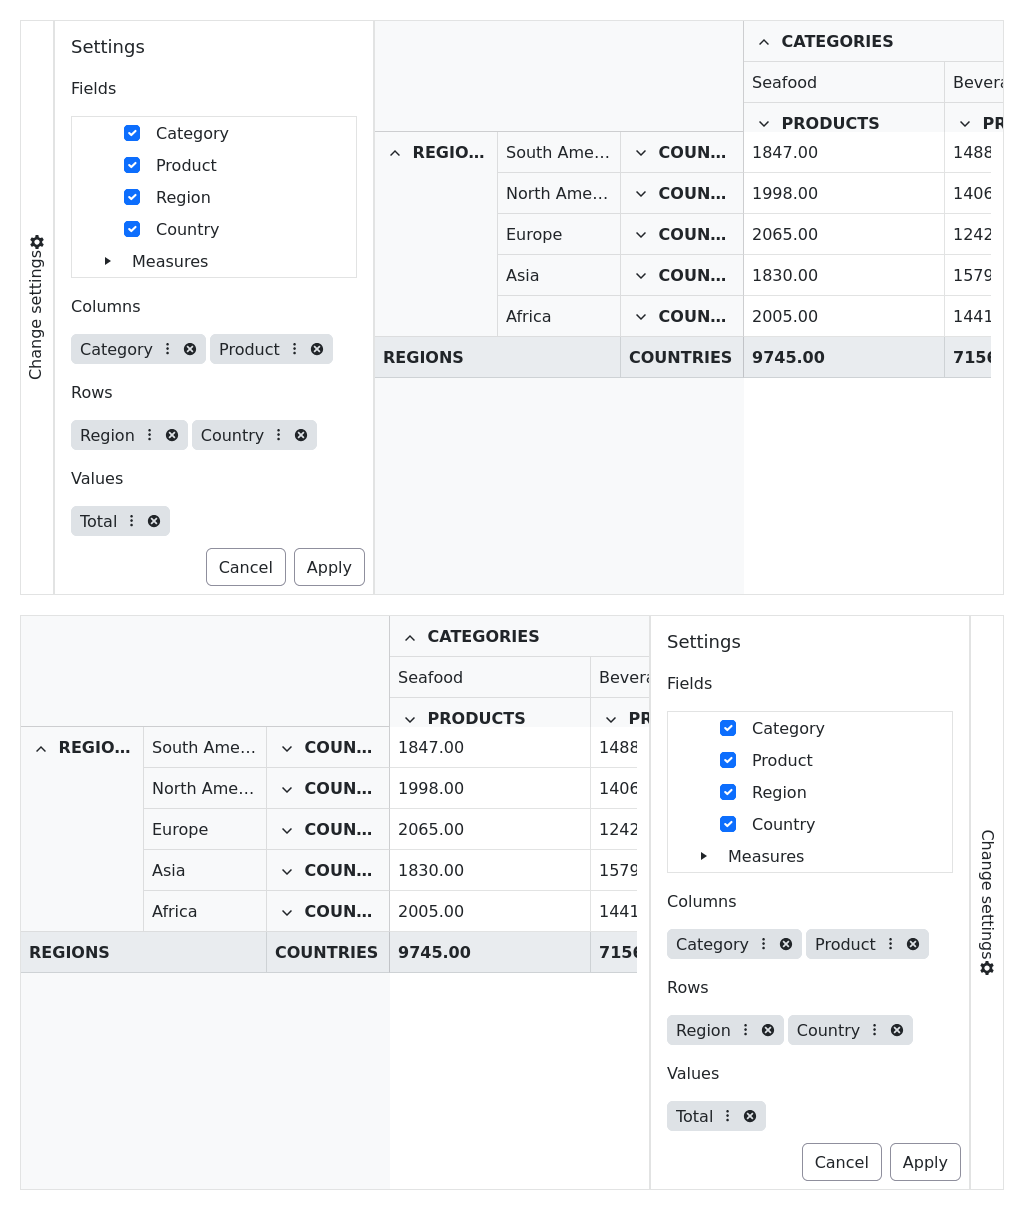 Change settings
Settings
Fields
Category
Product
Region
Country
Measures
Columns
Category Product
Rows
Region Country
Values
Total
Cancel Apply
CATEGORIES
Seafood Bevera
PRODUCTS PR
REGIO... South Ame... COUN... 1847.00 1488
North Ame... COUN... 1998.00 1406
Europe COUN... 2065.00 1242
Asia COUN... 1830.00 1579
Africa COUN... 2005.00 1441
REGIONS COUNTRIES 9745.00 7156
CATEGORIES
Seafood Bevera
PRODUCTS PR
REGIO... South Ame... COUN... 1847.00 1488
North Ame... COUN... 1998.00 1406
Europe COUN... 2065.00 1242
Asia COUN... 1830.00 1579
Africa COUN... 2005.00 1441
REGIONS COUNTRIES 9745.00 7156
Settings
Fields
Category
Product
Region
Country
Measures
Columns
Category Product
Rows
Region Country
Values
Total
Cancel Apply
Change settings